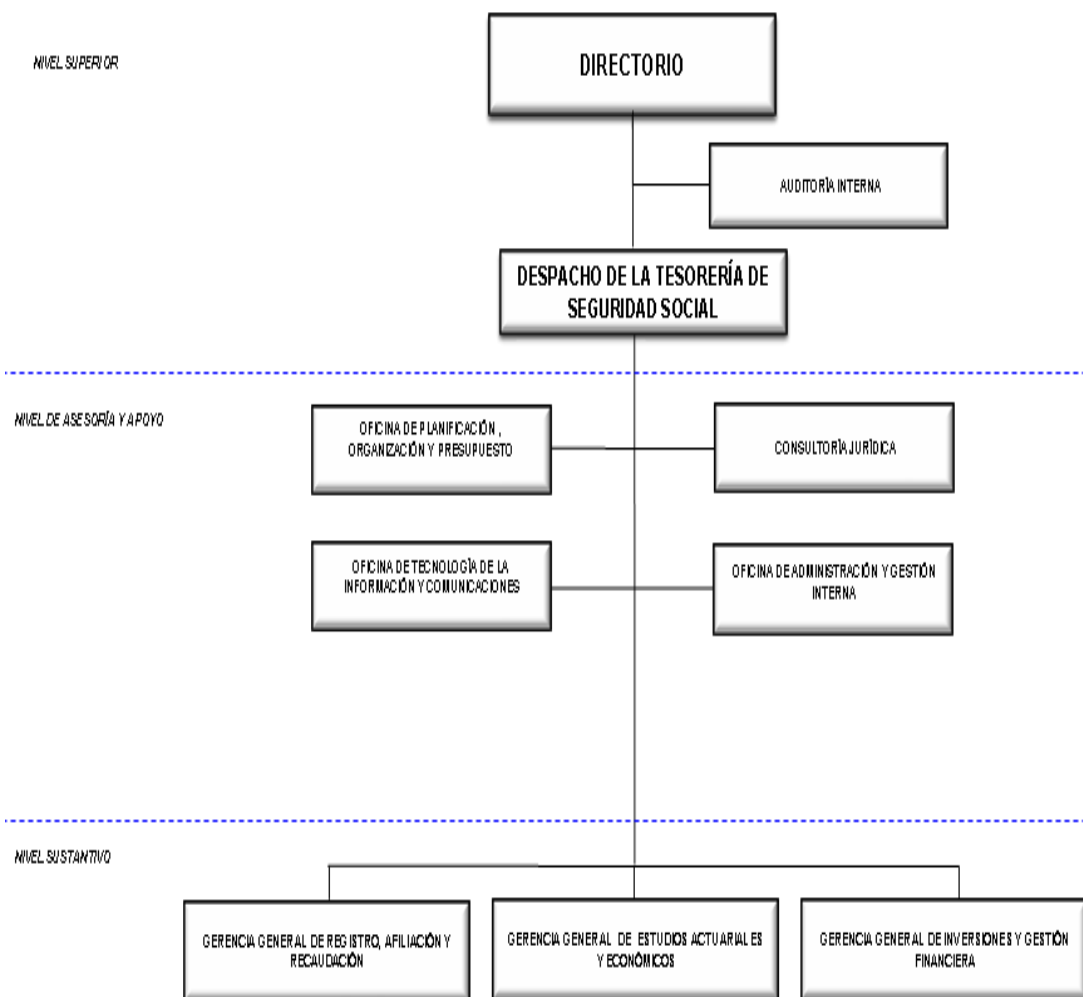 NIVEL SUPERIOR
DIRECTORIO
AUDITORÍA INTERNA
DESPACHO DE LA TESORERÍA DE
SEGURIDAD SOCIAL
NIVEL DE ASESORÍA Y APOYO
OFICINA DE PLANIFICACIÓN ,
ORGANIZACIÓN Y PRESUPUESTO
CONSULTORÍA JURÍDICA
OFICINA DE TECNOLOGÍA DE LA
INFORMACIÓN Y COMUNICACIONES
OFICINA DE ADMINISTRACIÓN Y GESTIÓN
INTERNA
NIVEL SUSTANTIVO
GERENCIA GENERAL DE REGISTRO, AFILIACIÓN Y
RECAUDACIÓN
GERENCIA GENERAL DE ESTUDIOS ACTUARIALES
Y ECONÓMICOS
GERENCIA GENERAL DE INVERSIONES Y GESTIÓN
FINANCIERA